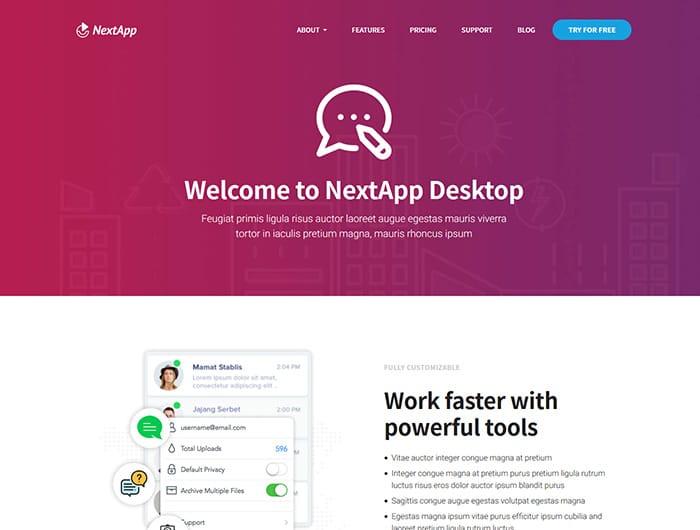 NextApp
ABOUT
FEATURES
PRICING
SUPPORT
BLOG
TRY FOR FREE
Welcome to NextApp Desktop
Feugiat primis ligula risus auctor laoreet augue egestas mauris viverra
tortor in iaculis pretium magna, mauris rhoncus ipsum
Mamat Stablis
2:04 PM
Lorem ipsum dolor sit amet,
consectetur adipiscing elit ...
Jajang Serbet
2:00 PM
username@email.com
Total Uploads
596
Default Privacy
Archive Multiple Files
Support
FULLY CUSTOMIZABLE
Work faster with
powerful tools
Vitae auctor integer congue magna at pretium
Integer congue magna at pretium purus pretium ligula rutrum
luctus risus eros dolor auctor ipsum blandit purus
Sagittis congue augue egestas volutpat egestas magna
Egestas magna ipsum vitae purus efficitur ipsum cubilia and
laoreet pretium ligula rutrum luctus